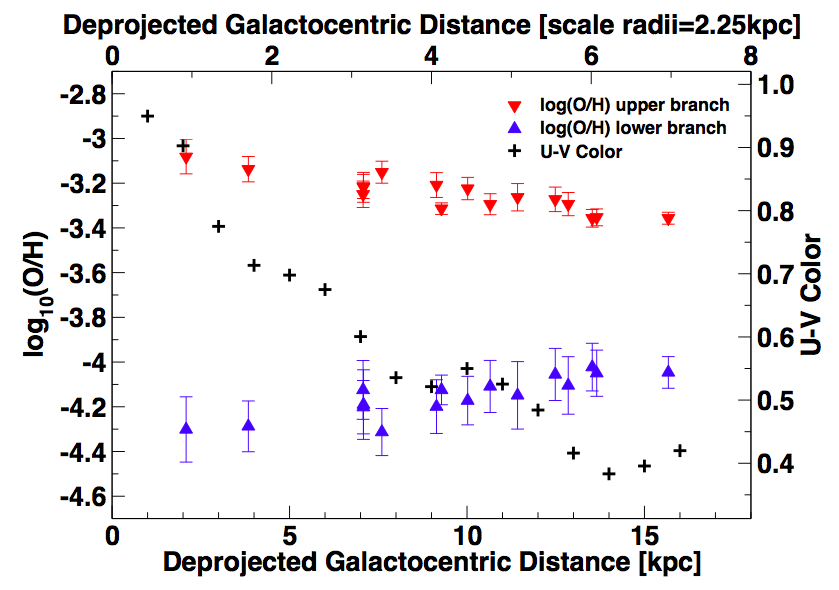 Deprojected Galactocentric Distance [scale radii=2.25kpc]
0 2 4 6 8
-2.8
-3
-3.2
-3.4
-3.6
-3.8
-4
-4.2
-4.4
-4.6
log10(O/H)
log(O/H) upper branch
log(O/H) lower branch
U-V Color
1.0
0.9
0.8
0.7
0.6
0.5
0.4
U-V Color
0 5 10 15
Deprojected Galactocentric Distance [kpc]